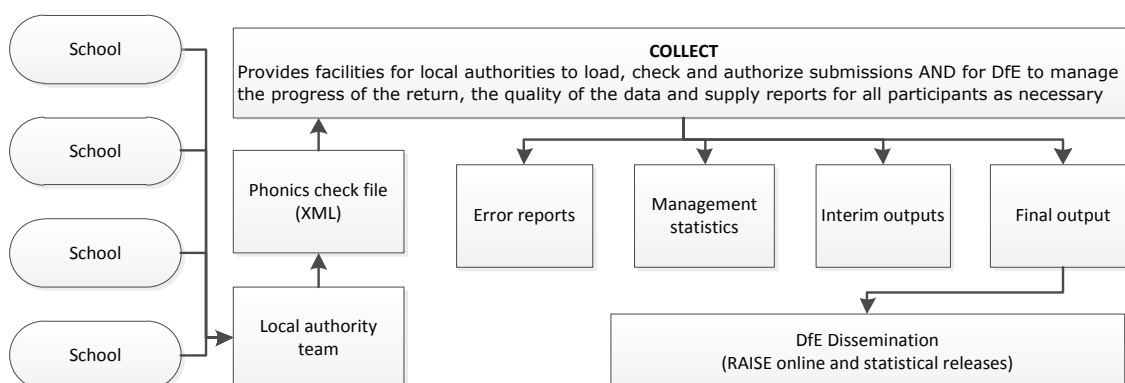 School
School
School
School
COLLECT
Provides facilities for local authorities to load, check and authorize submissions AND for DfE to manage
the progress of the return, the quality of the data and supply reports for all participants as necessary
Phonics check file
(XML)
Local authority
team
Error reports
Management
statistics
Interim outputs
Final output
DfE Dissemination
(RAISE online and statistical releases)